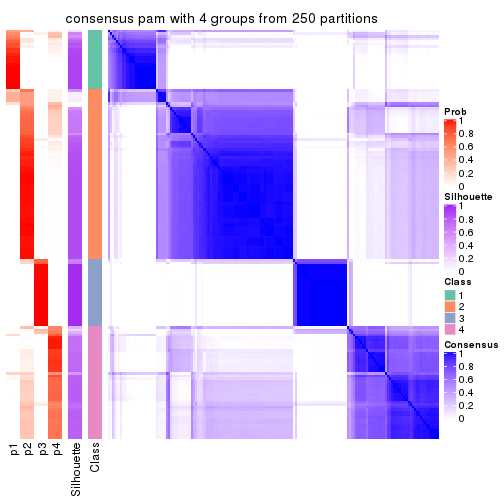 consensus pam with 4 groups from 250 partitions
Prob
1
0.8
0.6
0.4
0.2
0
Silhouette
1
0.8
0.6
0.4
0.2
0
Class
1
2
3
4
Consensus
1
0.8
0.6
0.4
0.2
0
p1
p2
p3
p4
Silhouette
Class